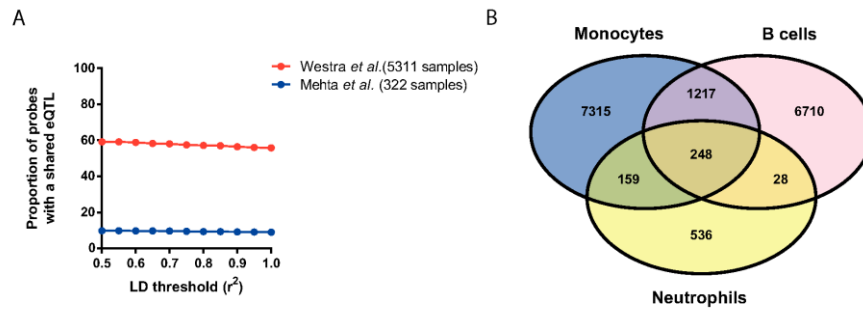 A
Proportion of probes
with a shared eQTL
100
80
60
40
20
0
0.5 0.6 0.7 0.8 0.9 1.0
LD threshold (r²)
Westra et al.(5311 samples)
Mehta et al. (322 samples)
B
Monocytes
B cells
7315
1217
6710
248
159
28
536
Neutrophils